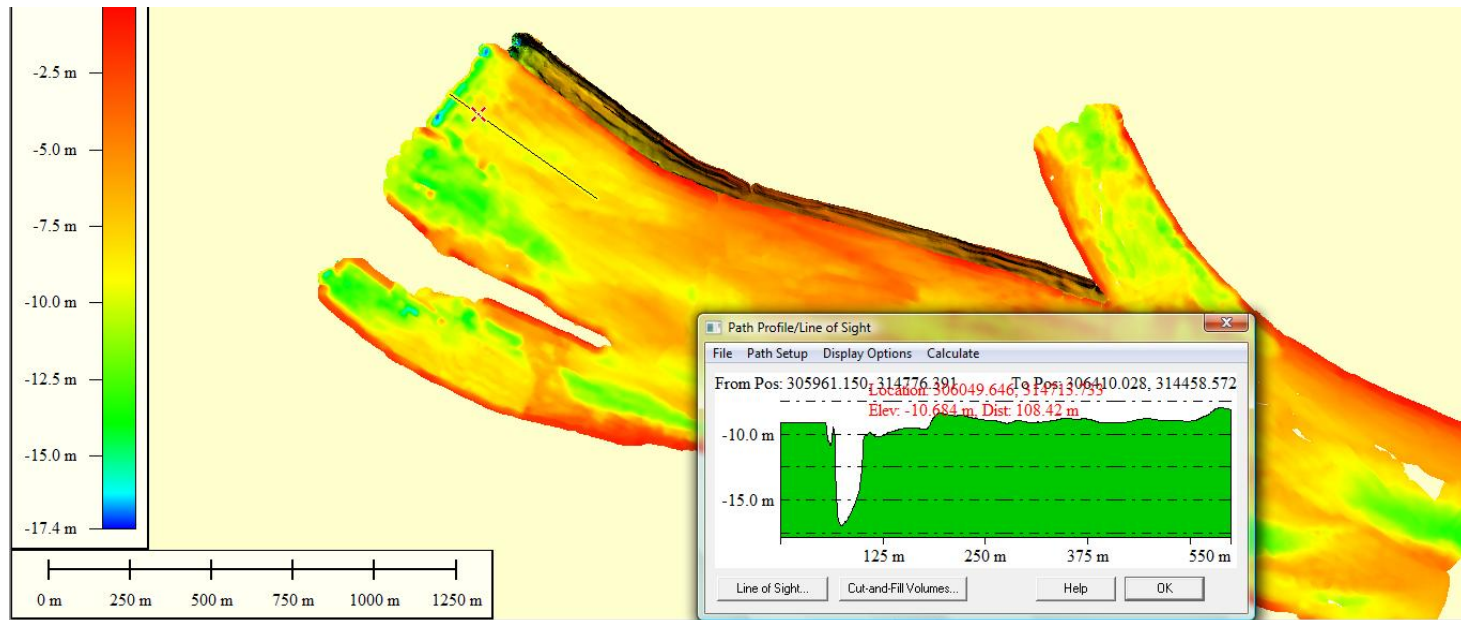 -2.5 m
-5.0 m
-7.5 m
-10.0 m
-12.5 m
-15.0 m
-17.4 m
0 m 250 m 500 m 750 m 1000 m 1250 m
Path Profile/Line of Sight
File Path Setup Display Options Calculate
From Pos: 305961.150, 314776.391 To Pos: 306410.028, 314458.572
Location: 306049.646, 314713.733
Elev: -10.684 m, Dist: 108.42 m
-10.0 m
-15.0 m
125 m 250 m 375 m 550 m
Line of Sight... Cut-and-Fill Volumes... Help OK